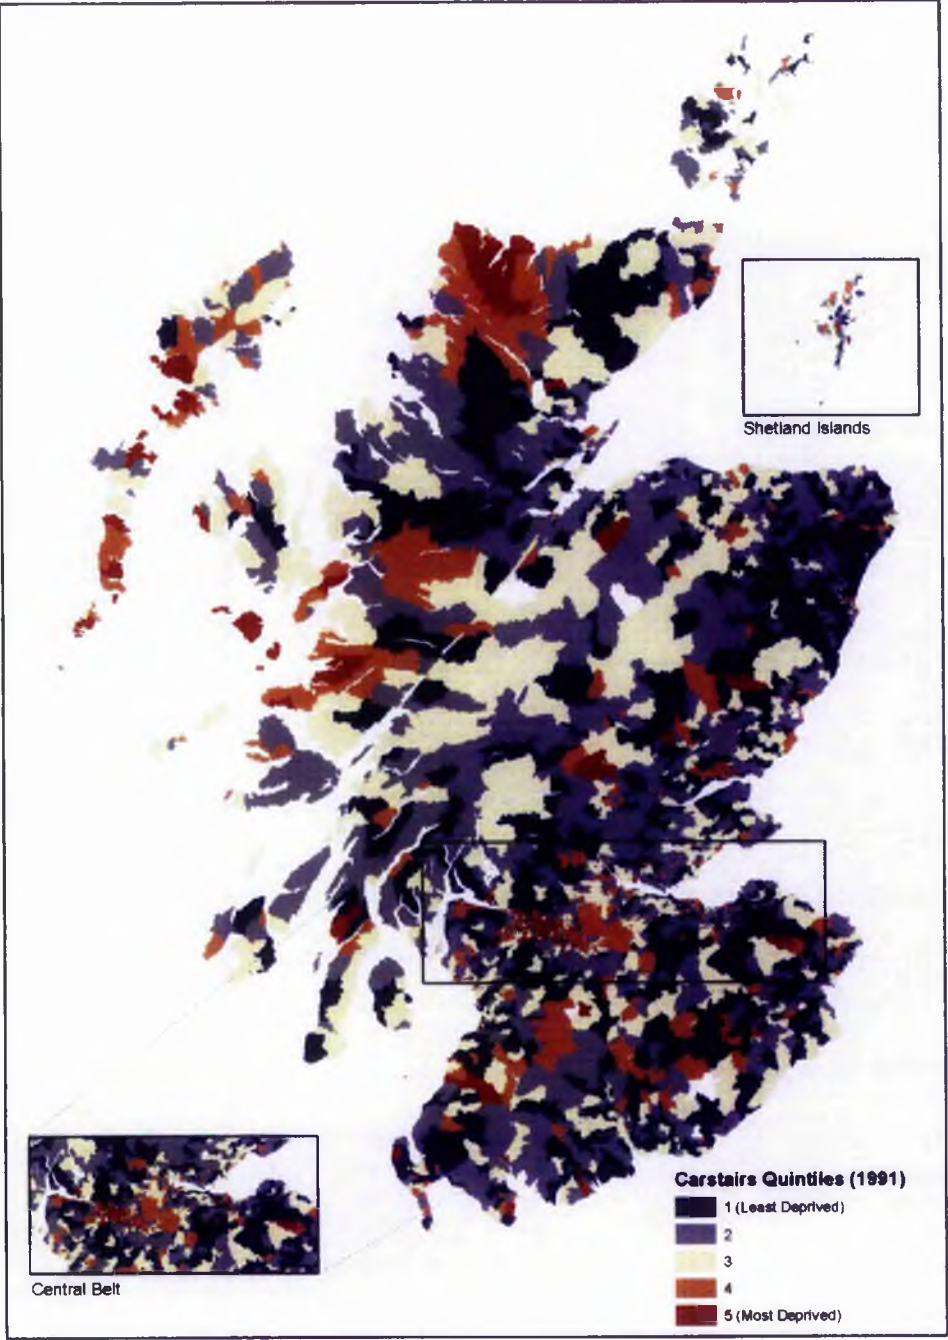 Shetland Islands
Central Belt
Carstairs Quintiles (1991)
1 (Least Deprived)
2
3
4
5 (Most Deprived)